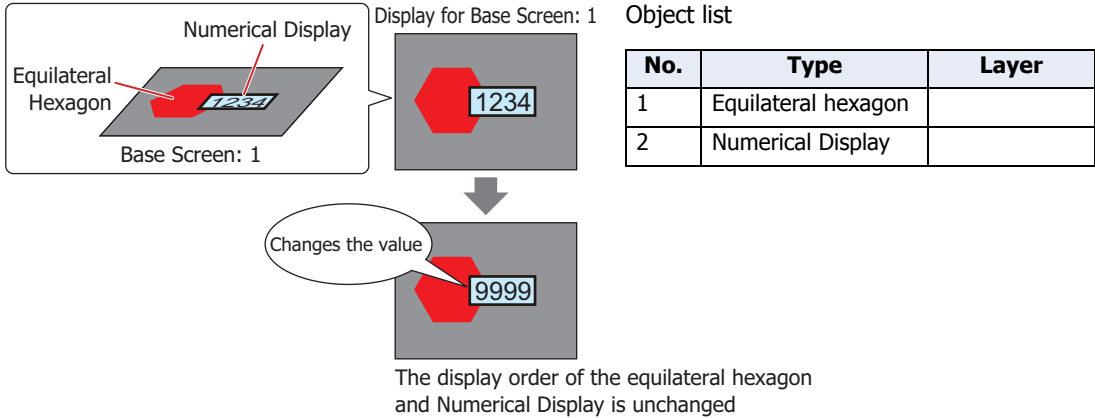 Numerical Display
Equilateral
Hexagon
1234
Base Screen: 1
Display for Base Screen: 1
1234
Changes the value
9999
The display order of the equilateral hexagon
and Numerical Display is unchanged
Object list
No. Type Layer
1 Equilateral hexagon
2 Numerical Display